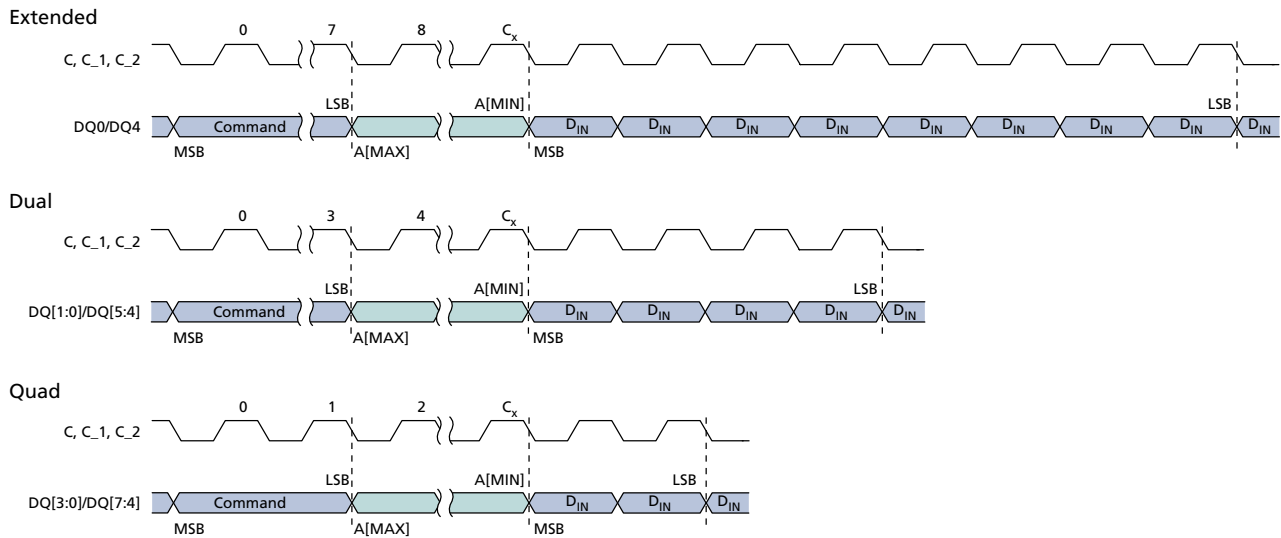 Extended
0 7 8 Cx
C, C_1, C_2
LSB A[MIN] LSB
DQ0/DQ4 Command DIN DIN DIN DIN DIN DIN DIN DIN DIN
MSB A[MAX] MSB
Dual
0 3 4 Cx
C, C_1, C_2
LSB A[MIN] LSB
DQ[1:0]/DQ[5:4] Command DIN DIN DIN DIN DIN
MSB A[MAX] MSB
Quad
0 1 2 Cx
C, C_1, C_2
LSB A[MIN] LSB
DQ[3:0]/DQ[7:4] Command DIN DIN DIN
MSB A[MAX] MSB